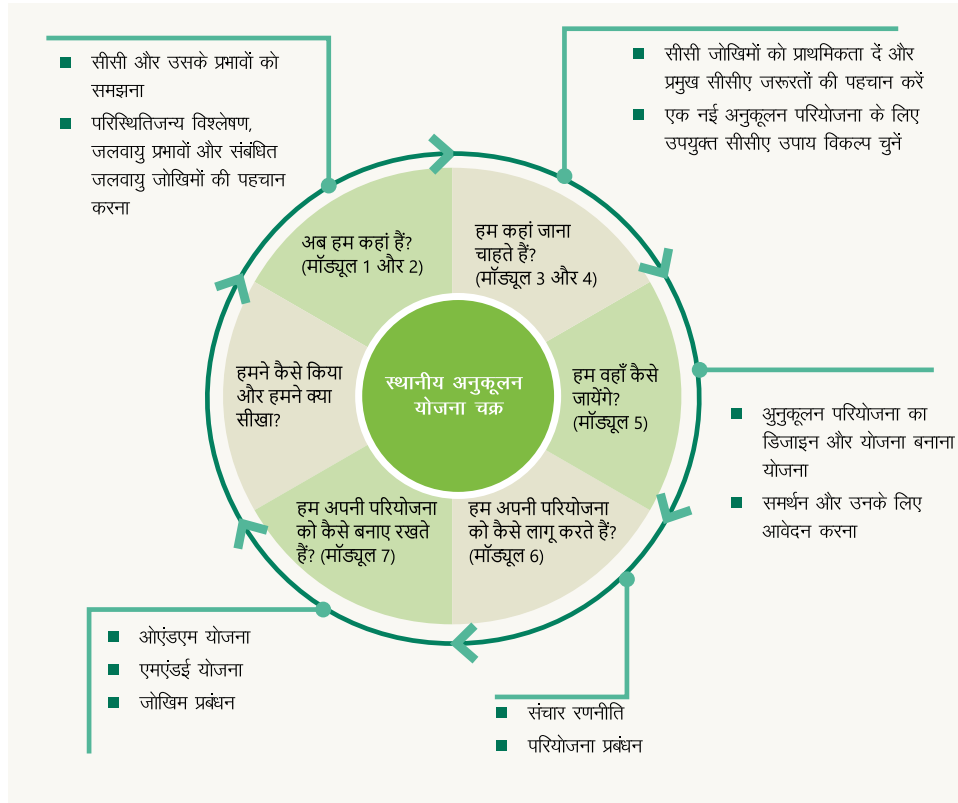 सीसी और उसके प्रभावों को
समझना
परिस्थितिजन्य विश्लेषण,
जलवायु प्रभावों और संबंधित
जलवायु जोखिमों की पहचान
करना
सीसी जोखिमों को प्राथमिकता दें और
प्रमुख सीसीए जरूरतों की पहचान करें
एक नई अनुकूलन परियोजना के लिए
उपयुक्त सीसीए उपाय विकल्प चुनें
अब हम कहां हैं?
(मॉड्यूल 1 और 2)
हम कहां जाना
चाहते हैं?
(मॉड्यूल 3 और 4)
हमने कैसे किया
और हमने क्या
सीखा?
स्थानीय अनुकूलन
योजना चक्र
हम वहाँ कैसे
जायेंगे?
(मॉड्यूल 5)
अुनुकूलन परियोजना का
डिजाइन और योजना बनाना
योजना
समर्थन और उनके लिए
आवेदन करना
हम अपनी परियोजना
को कैसे बनाए रखते
हैं? (मॉड्यूल 7)
हम अपनी परियोजना
को कैसे लागू करते हैं?
(मॉड्यूल 6)
ओएंडएम योजना
एमएंडई योजना
जोखिम प्रबंधन
संचार रणनीति
परियोजना प्रबंधन